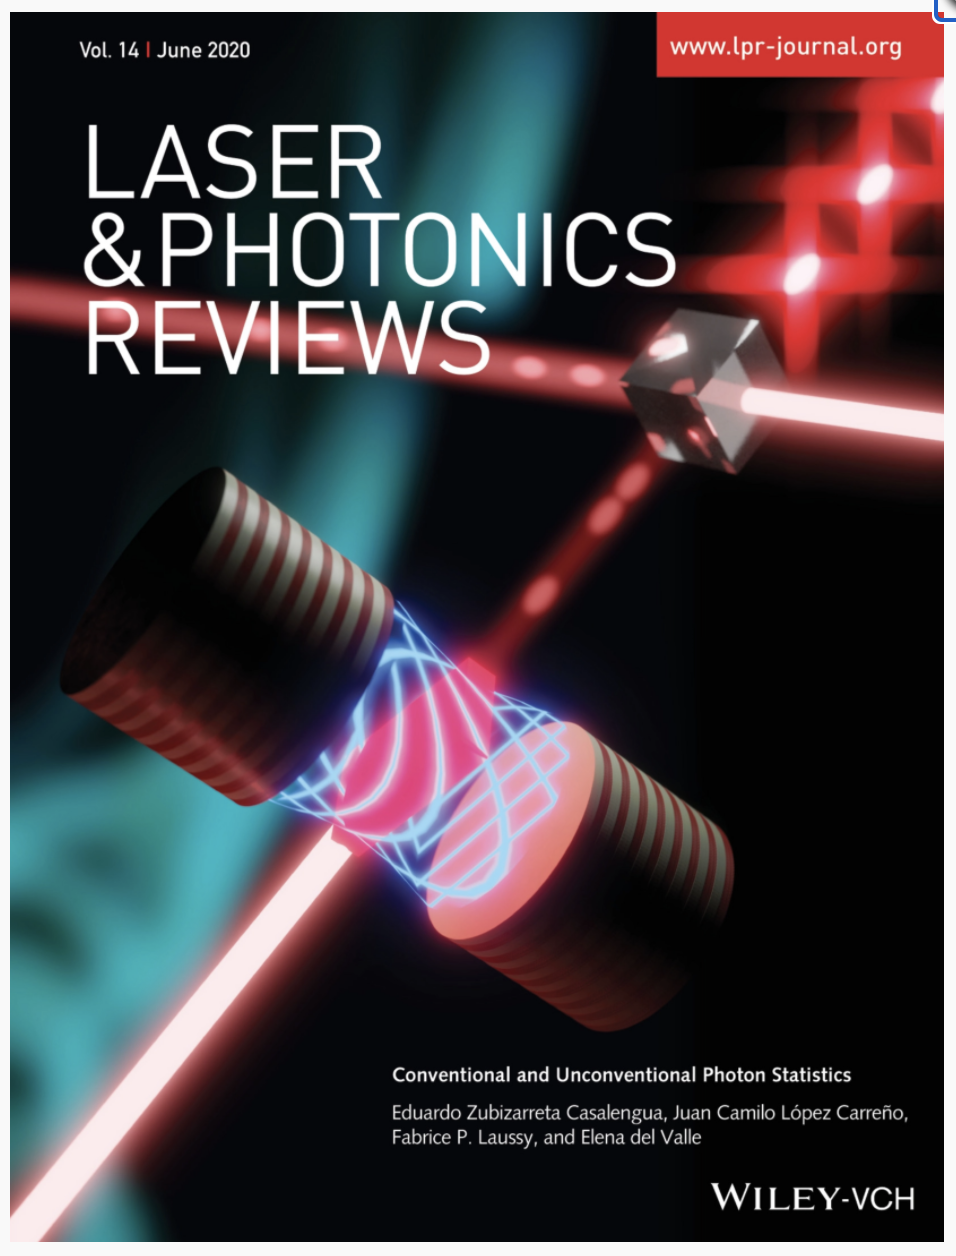 Vol. 14 | June 2020
www.lpr-journal.org
LASER
& PHOTONICS
REVIEWS
Conventional and Unconventional Photon Statistics
Eduardo Zubizarreta Casalengua, Juan Camilo López Carreño,
Fabrice P. Laussy, and Elena del Valle
WILEY-VCH